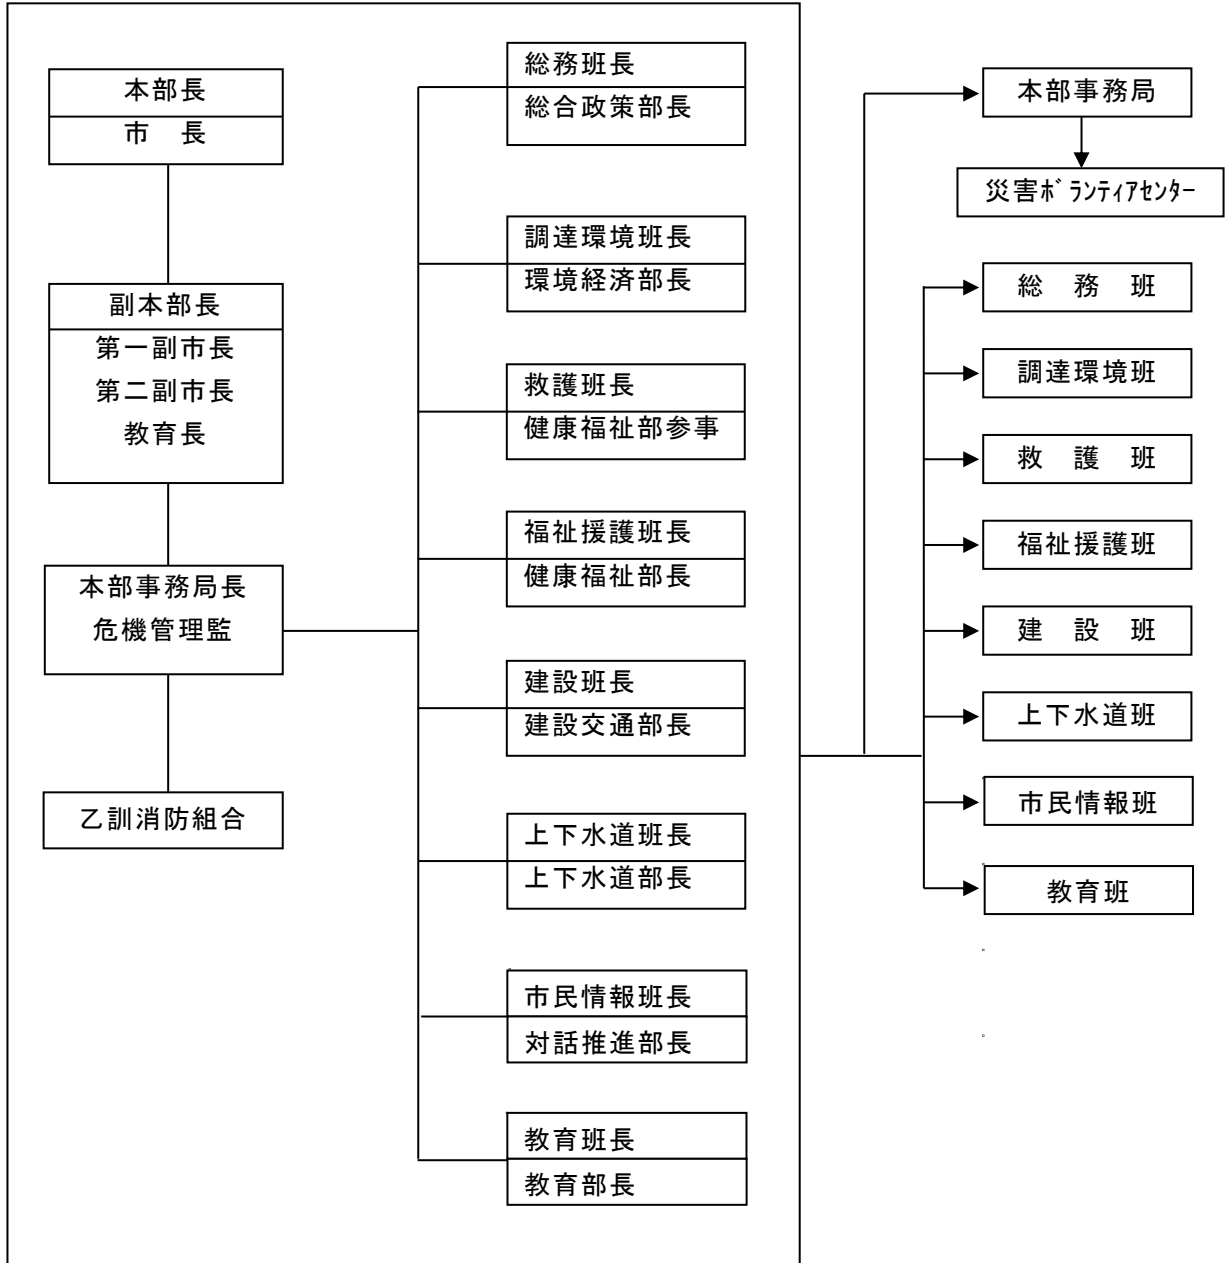 本部長
市　長
副本部長
第一副市長
第二副市長
教育長
本部事務局長
危機管理監
乙訓消防組合
総務班長
総合政策部長
調達環境班長
環境経済部長
救護班長
健康福祉部参事
福祉援護班長
健康福祉部長
建設班長
建設交通部長
上下水道班長
上下水道部長
市民情報班長
対話推進部長
教育班長
教育部長
本部事務局
災害ﾎﾞﾗﾝﾃｨｱｾﾝﾀｰ
総　務　班
調達環境班
救　護　班
福祉援護班
建　設　班
上下水道班
市民情報班
教育班